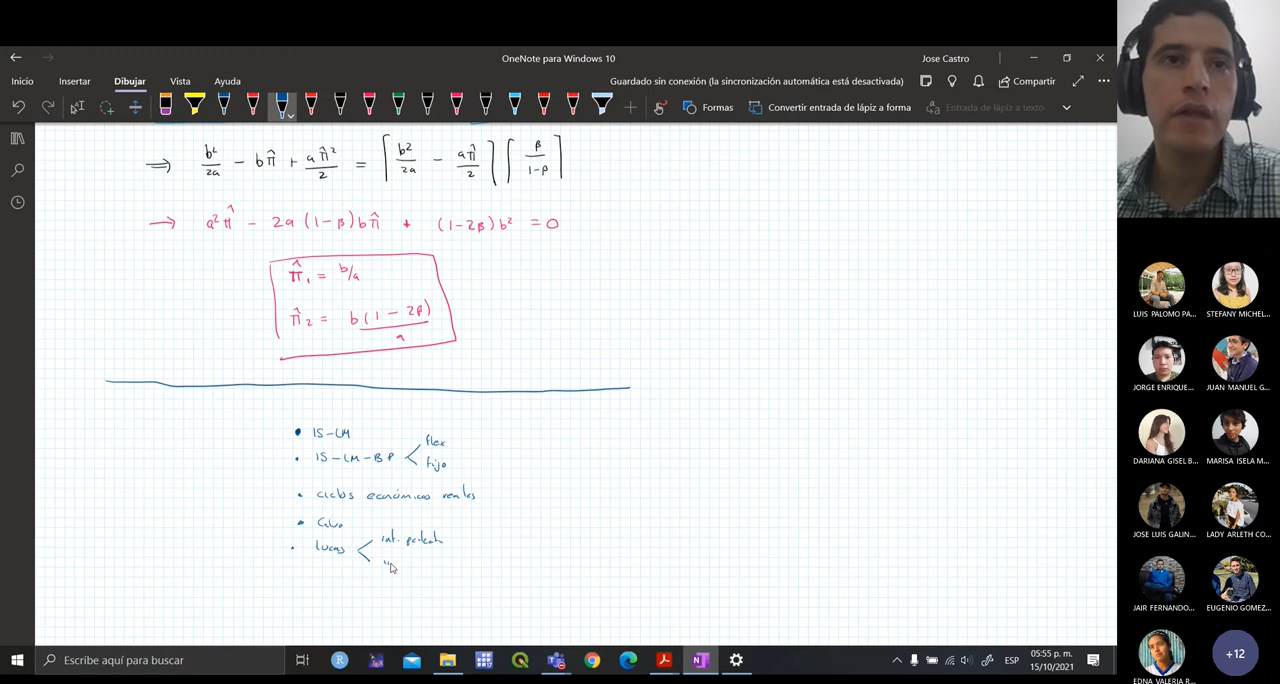 OneNote para Windows 10
Jose Castro
Inicio Insertar Dibujar Vista Ayuda
Guardado sin conexión (la sincronización automática está desactivada)
Compartir
Formas
Convertir entrada de lápiz a forma
Entrada de lápiz a texto
⟹ b²/2a − bπ̂ + aπ̂²/2 = [b²/2a − aπ̂/2] [β/1−β]
→ a²π̂ − 2a(1−β)bπ̂ + (1−2β)b² = 0
π̂₁ = b/a
π̂₂ = b(1−2β)/a
• IS-LM
• IS-LM-BP < flex
fijo
• ciclos económicos reales
• Lucas <
LUIS PALOMO PA...
STEFANY MICHEL...
JORGE ENRIQUE...
JUAN MANUEL G...
DARIANA GISEL B...
MARISA ISELA M...
JOSE LUIS GALIN...
LADY ARLETH CO...
JAIR FERNANDO...
EUGENIO GOMEZ...
EDNA VALERIA R...
+12
Escribe aquí para buscar
ESP
05:55 p. m.
15/10/2021